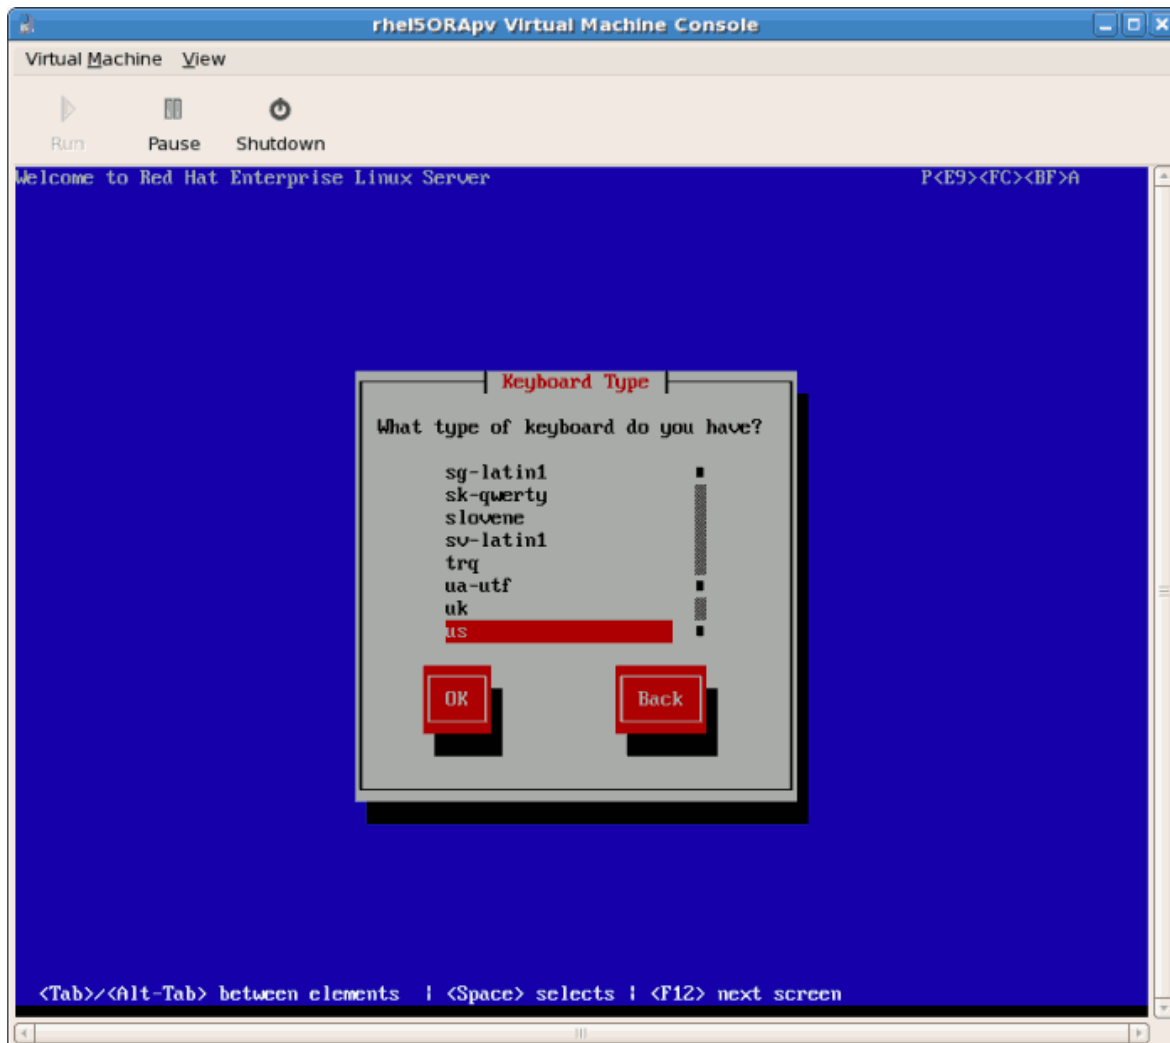 rhel5ORApv Virtual Machine Console
Virtual Machine View
Run Pause Shutdown
Welcome to Red Hat Enterprise Linux Server P<E9><FC><BF>A
Keyboard Type
What type of keyboard do you have?
sg-latin1
sk-qwerty
slovene
sv-latin1
trq
ua-utf
uk
us
OK Back
<Tab>/<Alt-Tab> between elements | <Space> selects | <F12> next screen